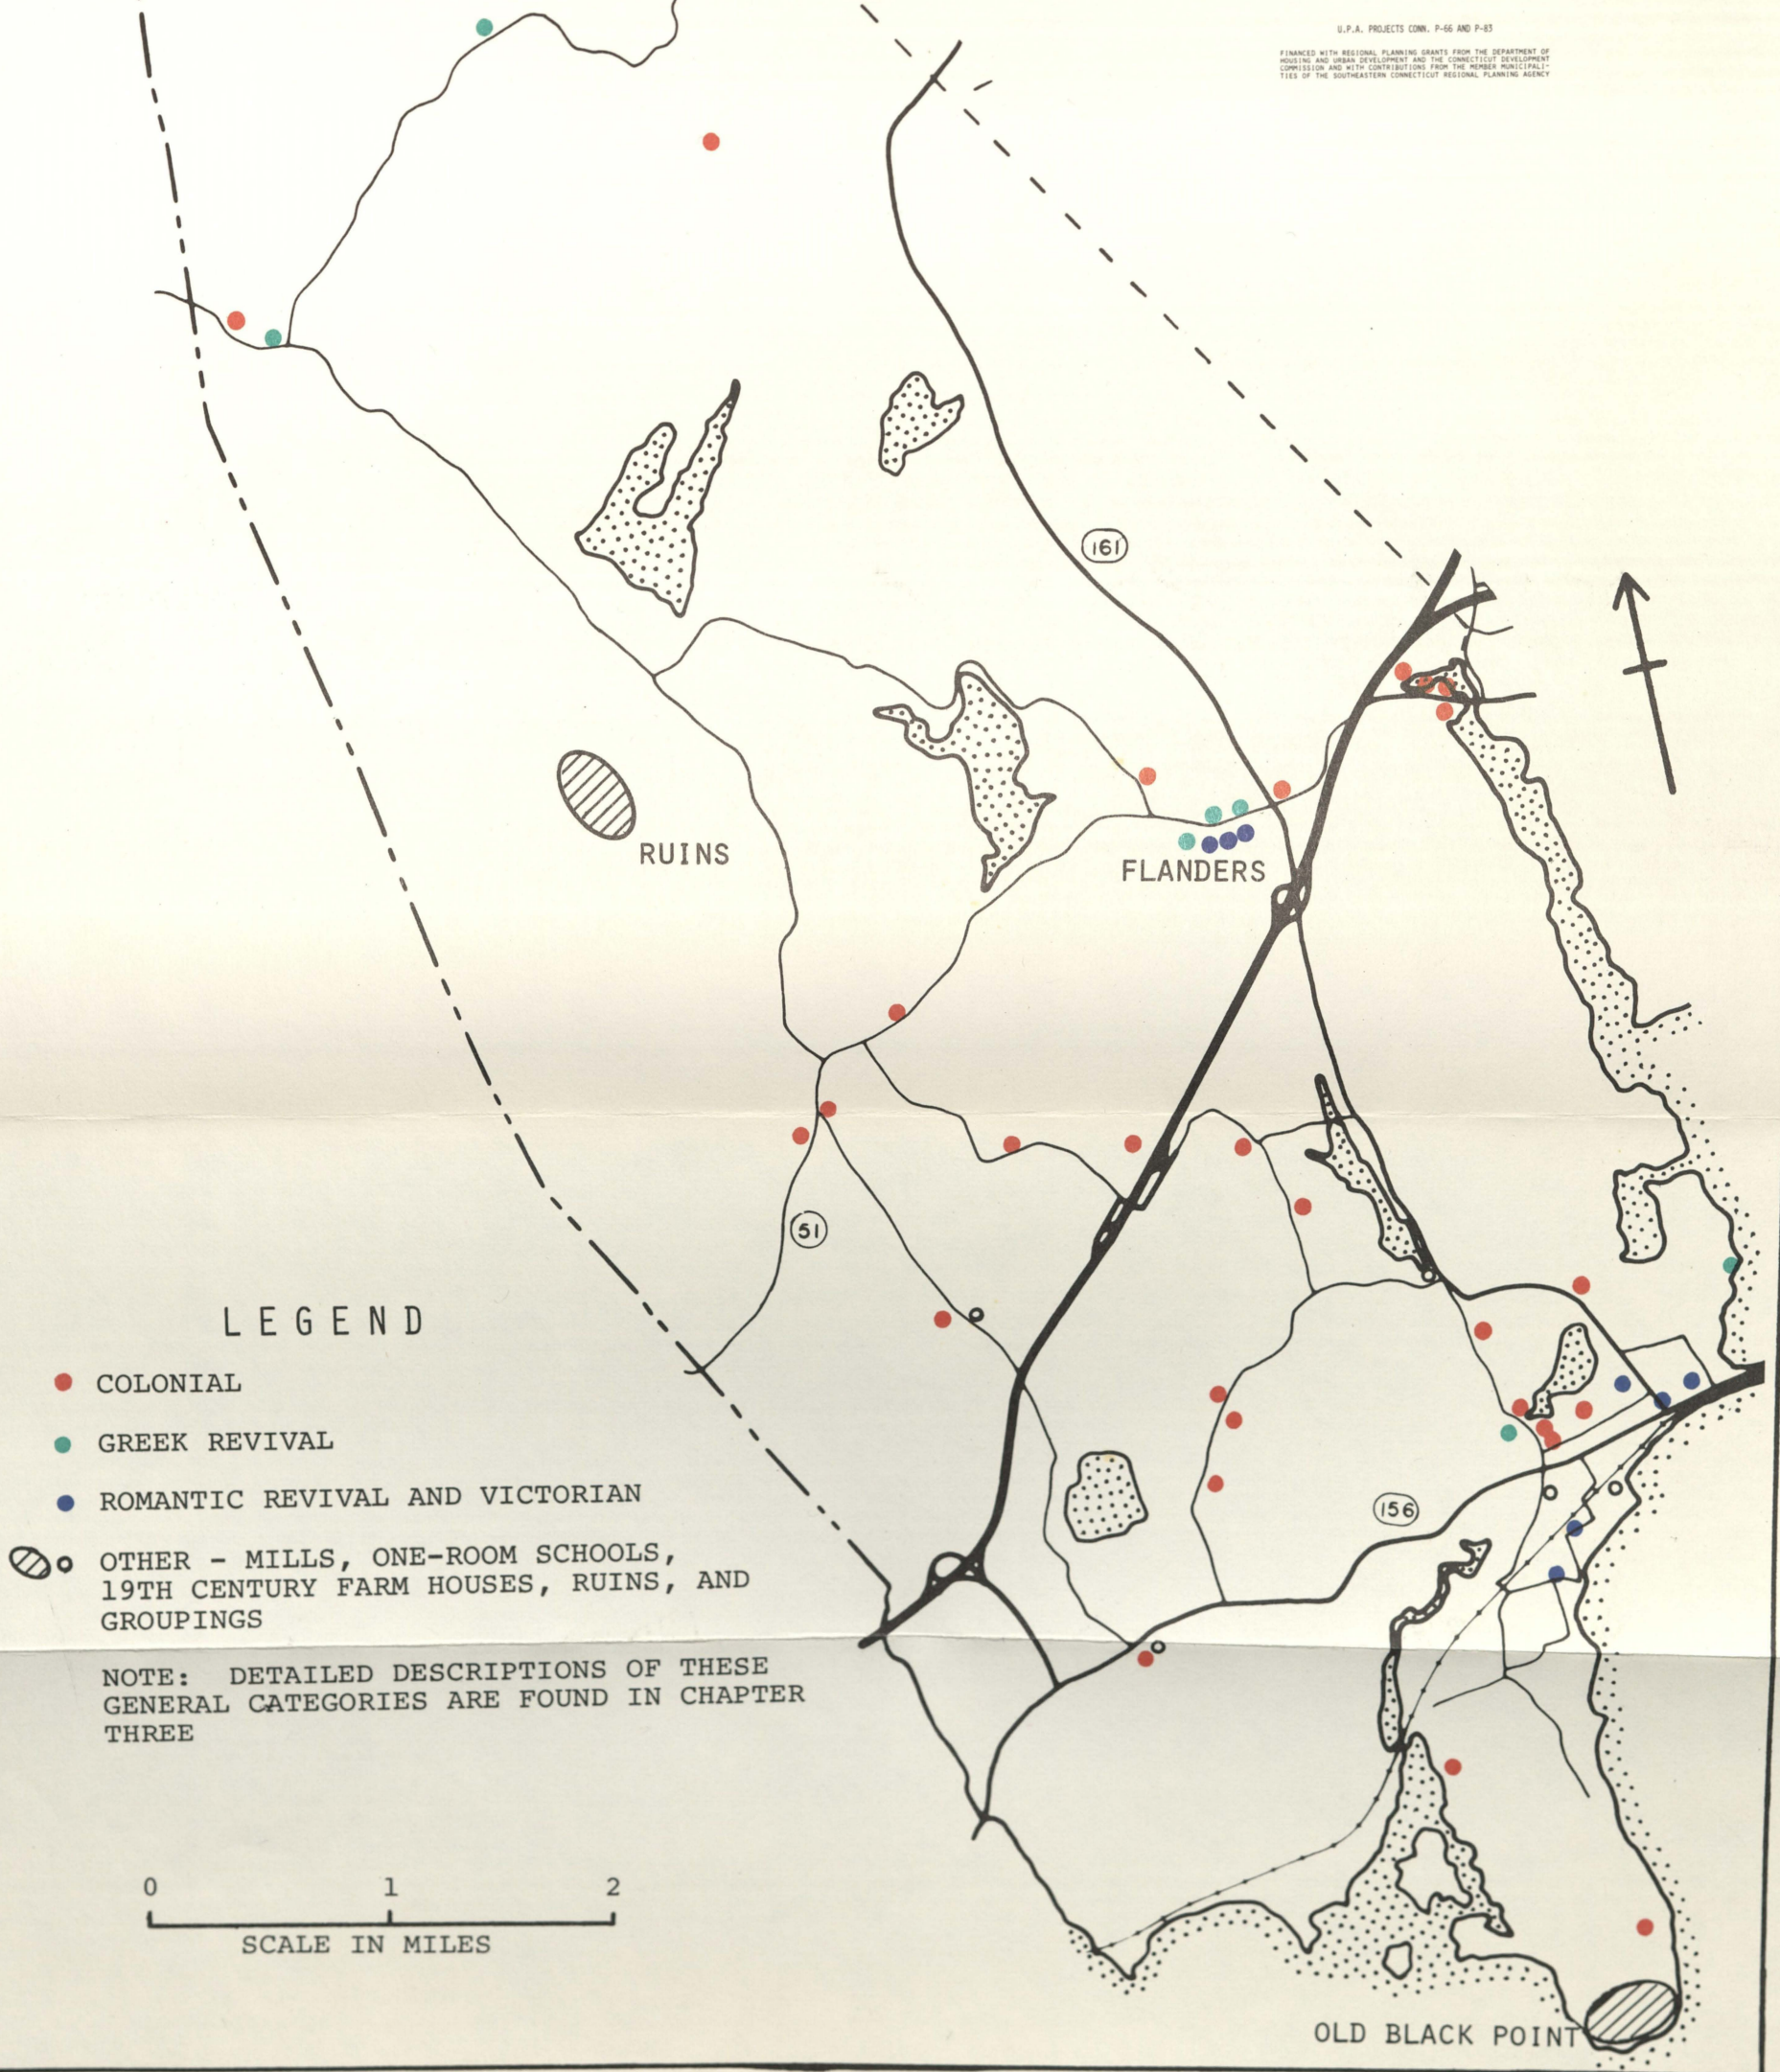 U.P.A. PROJECTS CONN. P-66 AND P-83
FINANCED WITH REGIONAL PLANNING GRANTS FROM THE DEPARTMENT OF
HOUSING AND URBAN DEVELOPMENT AND THE CONNECTICUT DEVELOPMENT
COMMISSION AND WITH CONTRIBUTIONS FROM THE MEMBER MUNICIPALI-
TIES OF THE SOUTHEASTERN CONNECTICUT REGIONAL PLANNING AGENCY
161
RUINS
FLANDERS
51
LEGEND
COLONIAL
GREEK REVIVAL
ROMANTIC REVIVAL AND VICTORIAN
156
OTHER - MILLS, ONE-ROOM SCHOOLS,
19TH CENTURY FARM HOUSES, RUINS, AND
GROUPINGS
NOTE: DETAILED DESCRIPTIONS OF THESE
GENERAL CATEGORIES ARE FOUND IN CHAPTER
THREE
0 1 2
SCALE IN MILES
OLD BLACK POINT